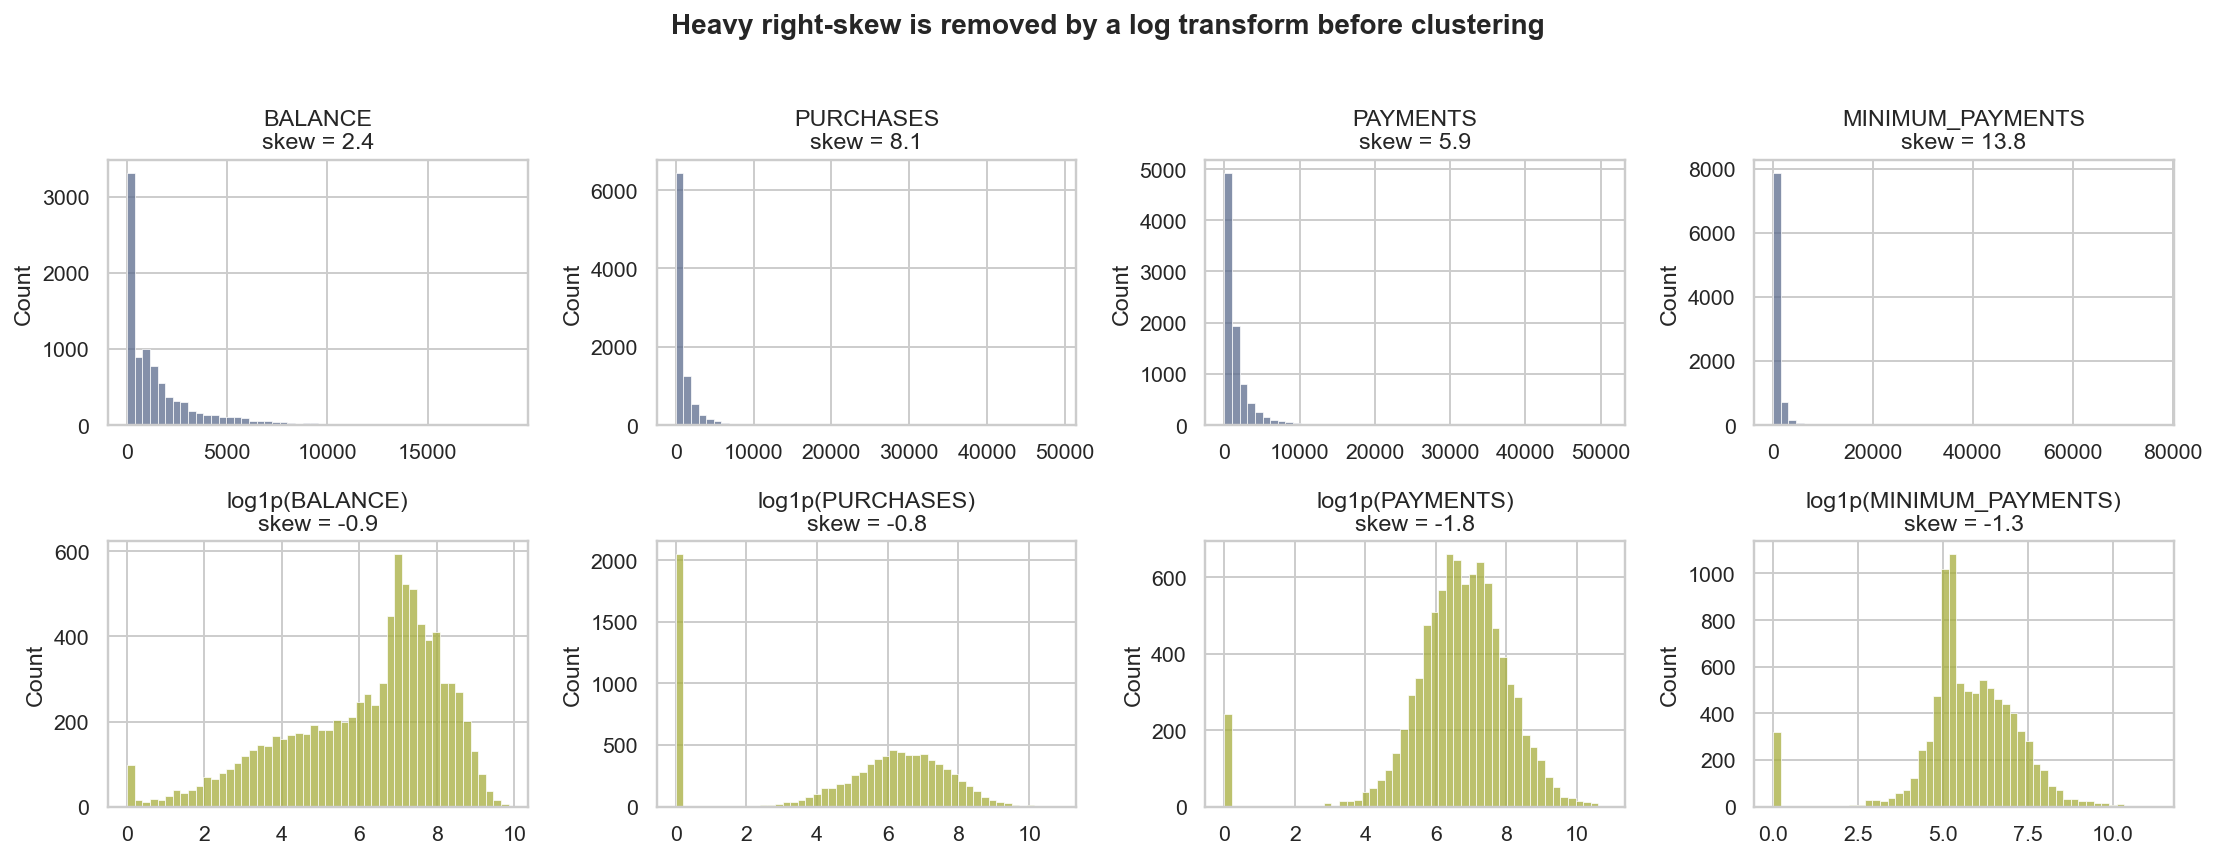 Heavy right-skew is removed by a log transform before clustering
BALANCE
skew = 2.4
Count
3000
2000
1000
0
0 5000 10000 15000
PURCHASES
skew = 8.1
Count
6000
4000
2000
0
0 10000 20000 30000 40000 50000
PAYMENTS
skew = 5.9
Count
5000
4000
3000
2000
1000
0
0 10000 20000 30000 40000 50000
MINIMUM_PAYMENTS
skew = 13.8
Count
8000
6000
4000
2000
0
0 20000 40000 60000 80000
log1p(BALANCE)
skew = -0.9
Count
600
400
200
0
0 2 4 6 8 10
log1p(PURCHASES)
skew = -0.8
Count
2000
1500
1000
500
0
0 2 4 6 8 10
log1p(PAYMENTS)
skew = -1.8
Count
600
400
200
0
0 2 4 6 8 10
log1p(MINIMUM_PAYMENTS)
skew = -1.3
Count
1000
800
600
400
200
0
0.0 2.5 5.0 7.5 10.0